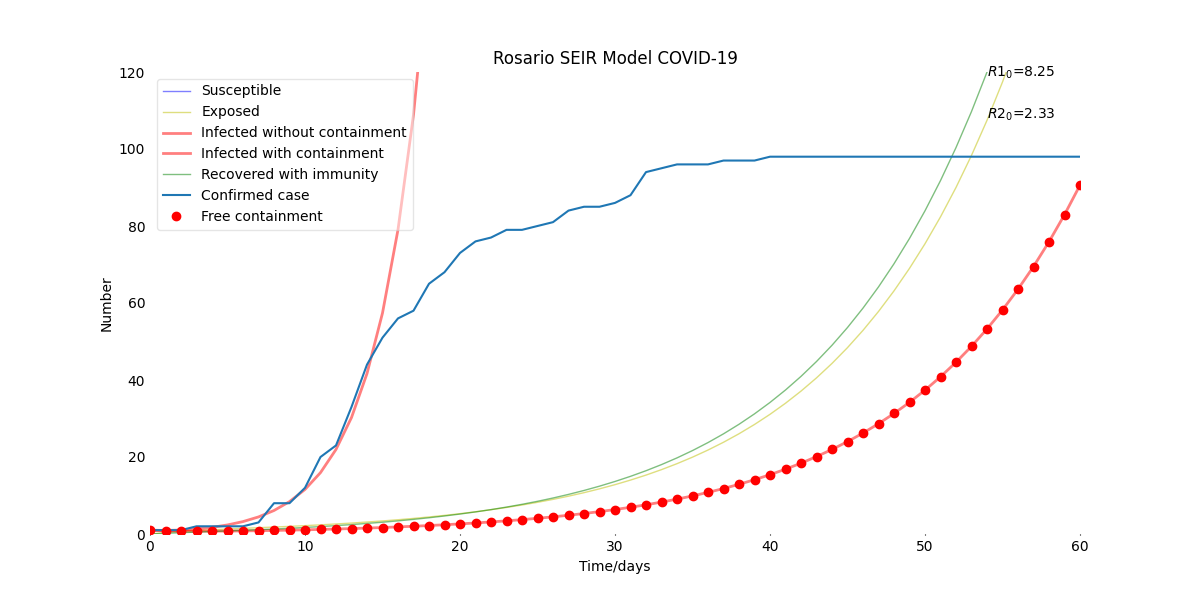 Rosario SEIR Model COVID-19
120
100
80
60
40
20
0
Number
Susceptible
Exposed
Infected without containment
Infected with containment
Recovered with immunity
Confirmed case
Free containment
R1₀=8.25
R2₀=2.33
0 10 20 30 40 50 60
Time/days